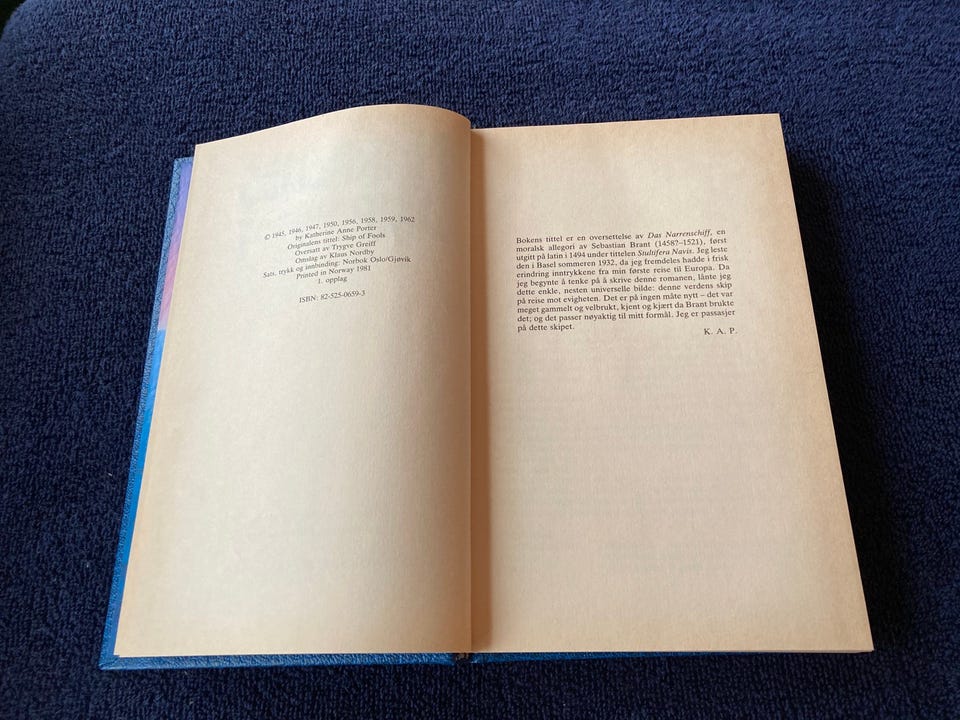 © 1945, 1946, 1947, 1950, 1956, 1958, 1959, 1962
by Katherine Anne Porter
Originalens tittel: Ship of Fools
Oversatt av Trygve Greiff
Omslag av Klaus Nordby
Sats, trykk og innbinding: Norbok Oslo/Gjøvik
Printed in Norway 1981
1. opplag
ISBN: 82-525-0659-3
Bokens tittel er en oversettelse av Das Narrenschiff, en
moralsk allegori av Sebastian Brant (1458?–1521), først
utgitt på latin i 1494 under tittelen Stultifera Navis. Jeg leste
den i Basel sommeren 1932, da jeg fremdeles hadde i frisk
erindring inntrykkene fra min første reise til Europa. Da
jeg begynte å tenke på å skrive denne romanen, lånte jeg
dette enkle, nesten universelle bilde: denne verdens skip
på reise mot evigheten. Det er på ingen måte nytt – det var
meget gammelt og velbrukt, kjent og kjært da Brant brukte
det; og det passer nøyaktig til mitt formål. Jeg er passasjer
på dette skipet.
K. A. P.